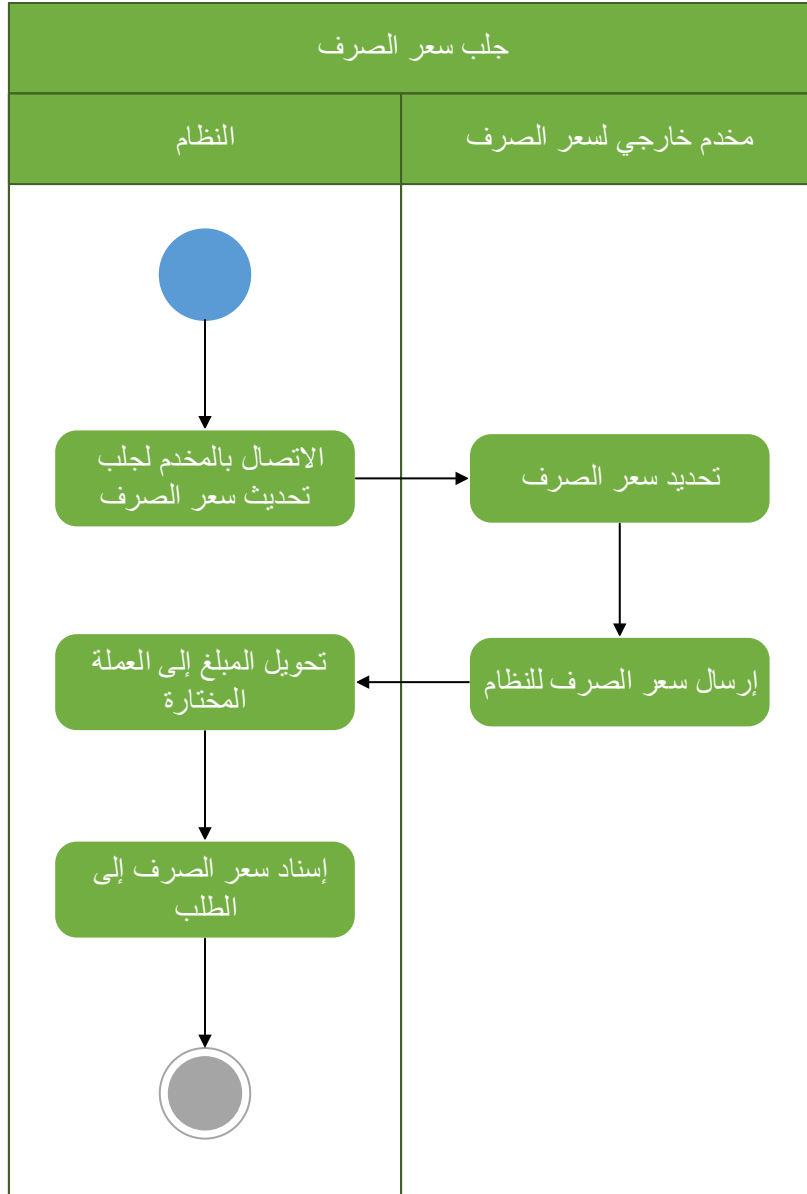 جلب سعر الصرف
مخدم خارجي لسعر الصرف
النظام
الاتصال بالمخدم لجلب
تحديث سعر الصرف
تحديد سعر الصرف
إرسال سعر الصرف للنظام
تحويل المبلغ إلى العملة
المختارة
إسناد سعر الصرف إلى
الطلب